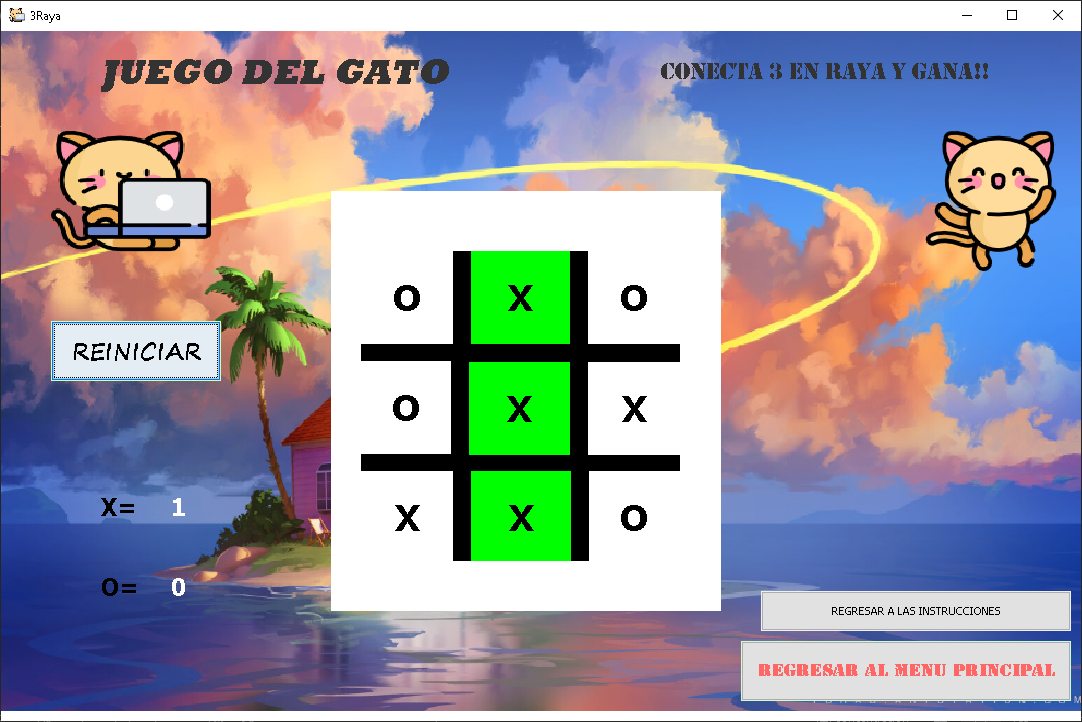 3Raya
JUEGO DEL GATO
CONECTA 3 EN RAYA Y GANA!!
O X O
REINICIAR
O X X
X= 1
X X O
O= 0
REGRESAR A LAS INSTRUCCIONES
REGRESAR AL MENU PRINCIPAL